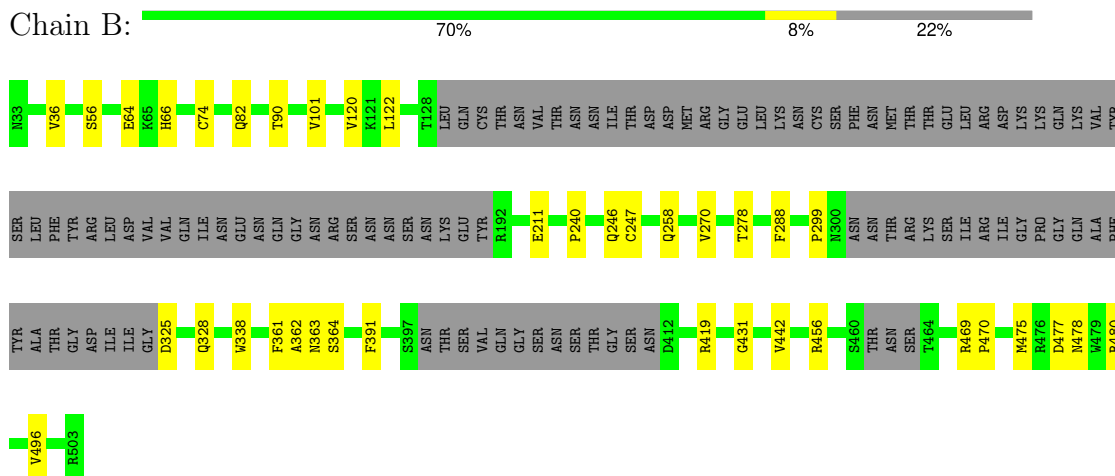 Chain B:
70% 8% 22%
N33 V36 S56 E64 K65 H66 C74 Q82 T90 V101 V120 K121 L122 T128 LEU GLN CYS THR ASN VAL THR ASN ASN ILE THR ASP ASP MET ARG GLY GLU LEU LYS ASN CYS SER PHE ASN MET THR THR GLU LEU ARG ASP LYS LYS GLN LYS VAL TYR
SER LEU PHE TYR ARG LEU ASP VAL VAL GLN ILE ASN GLU ASN GLN GLY ASN ARG SER ASN ASN SER ASN LYS GLU TYR R192 E211 P240 Q246 C247 Q258 V270 T278 F288 P299 N300 ASN ASN THR ARG LYS SER ILE ARG ILE GLY PRO GLY GLN ALA PHE
TYR ALA THR GLY ASP ILE ILE GLY D325 Q328 W338 F361 A362 N363 S364 F391 S397 ASN THR SER VAL GLN GLY SER ASN SER THR GLY SER ASN D412 R419 G431 V442 R456 S460 THR ASN SER T464 R469 P470 M475 R476 D477 N478 W479 R480
V496 R503